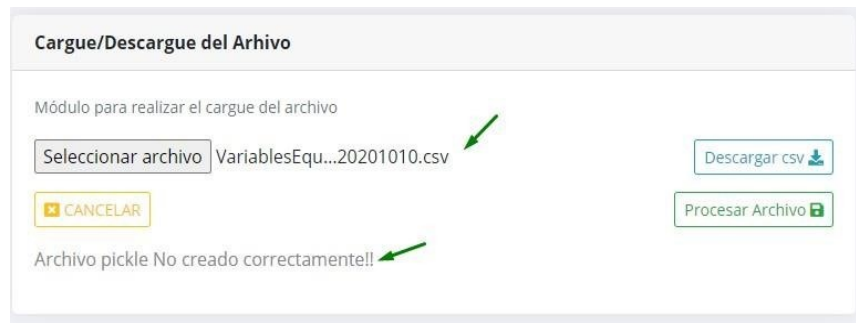 Cargue/Descargue del Arhivo
Módulo para realizar el cargue del archivo
Seleccionar archivo VariablesEqu...20201010.csv
Descargar csv
CANCELAR
Procesar Archivo
Archivo pickle No creado correctamente!!